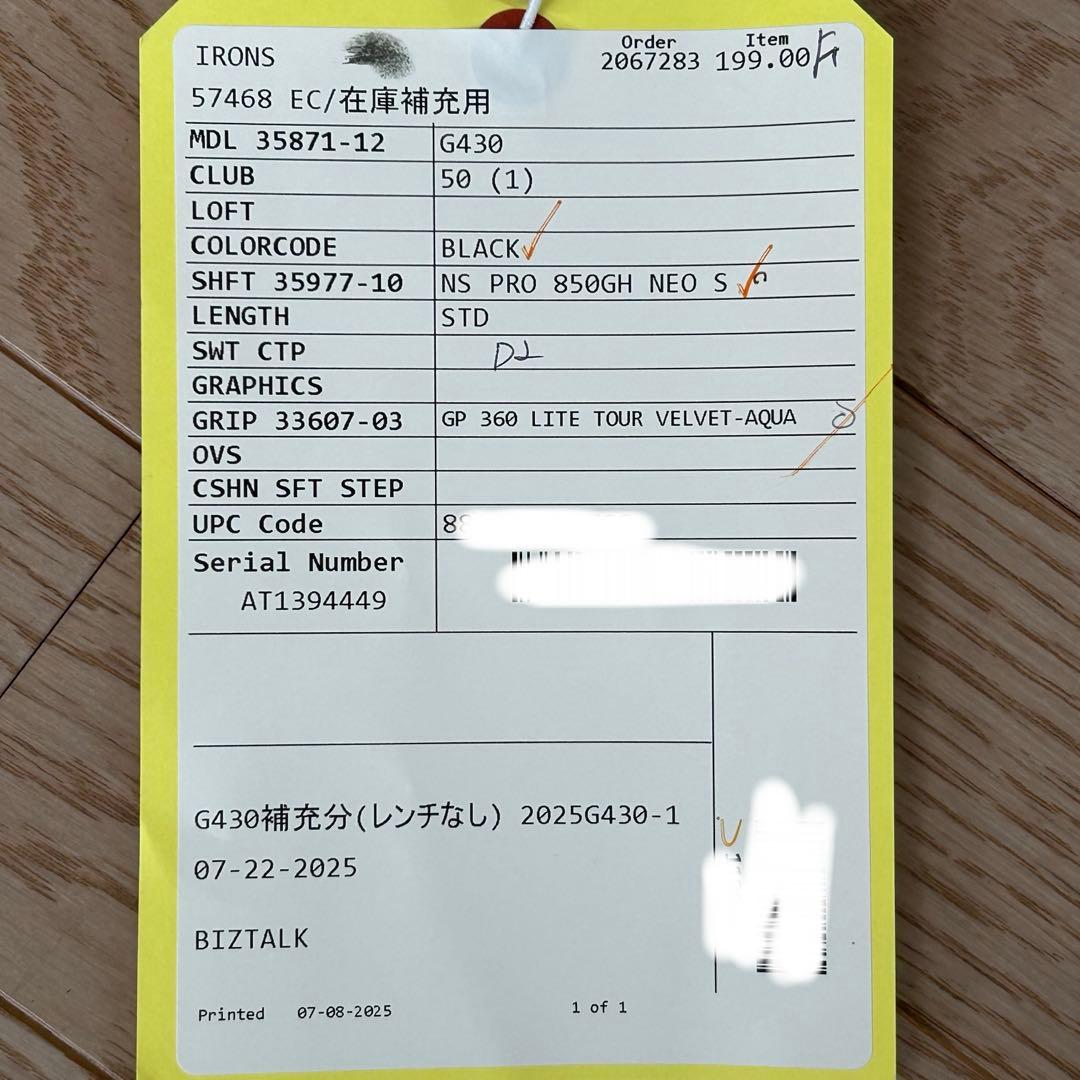 IRONS
Order Item
2067283 199.00
57468 EC/在庫補充用
MDL 35871-12 G430
CLUB 50 (1)
LOFT
COLORCODE BLACK
SHFT 35977-10 NS PRO 850GH NEO S
LENGTH STD
SWT CTP
GRAPHICS
GRIP 33607-03 GP 360 LITE TOUR VELVET-AQUA
OVS
CSHN SFT STEP
UPC Code 8
Serial Number
AT1394449
G430補充分(レンチなし) 2025G430-1
07-22-2025
BIZTALK
Printed 07-08-2025 1 of 1